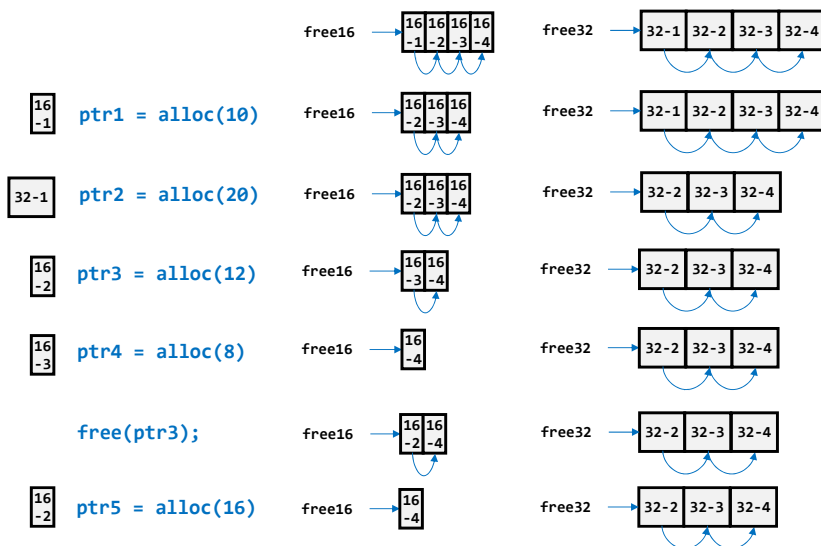 free16 16-1 16-2 16-3 16-4 free32 32-1 32-2 32-3 32-4
16-1 ptr1 = alloc(10) free16 16-2 16-3 16-4 free32 32-1 32-2 32-3 32-4
32-1 ptr2 = alloc(20) free16 16-2 16-3 16-4 free32 32-2 32-3 32-4
16-2 ptr3 = alloc(12) free16 16-3 16-4 free32 32-2 32-3 32-4
16-3 ptr4 = alloc(8) free16 16-4 free32 32-2 32-3 32-4
free(ptr3); free16 16-2 16-4 free32 32-2 32-3 32-4
16-2 ptr5 = alloc(16) free16 16-4 free32 32-2 32-3 32-4